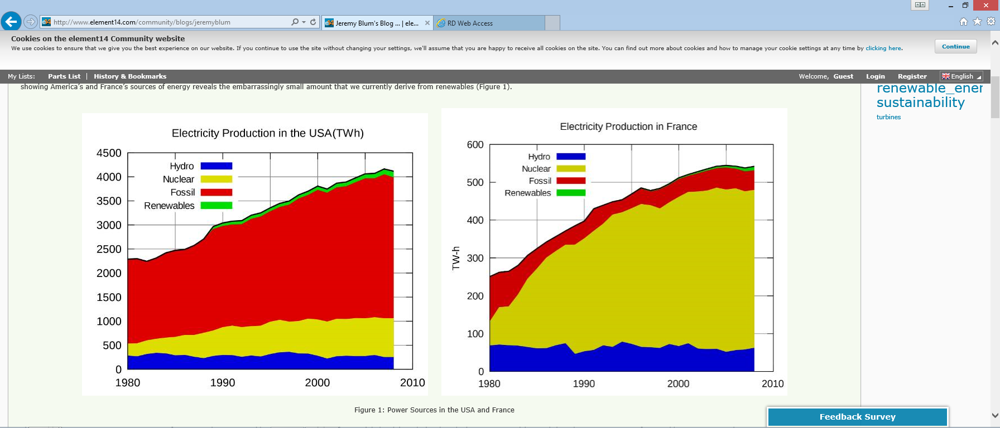 http://www.element14.com/community/blogs/jeremyblum
Jeremy Blum's Blog ... | ele...
RD Web Access
Cookies on the element14 Community website
We use cookies to ensure that we give you the best experience on our website. If you continue to use the site without changing your settings, we'll assume that you are happy to receive all cookies on the site. You can find out more about cookies and how to manage your cookie settings at any time by clicking here.
Continue
My Lists: Parts List | History & Bookmarks
Welcome, Guest Login Register English
showing America's and France's sources of energy reveals the embarrassingly small amount that we currently derive from renewables (Figure 1).
renewable_ener
sustainability
turbines
Electricity Production in the USA(TWh)
4500
4000
3500
3000
2500
2000
1500
1000
500
0
Hydro
Nuclear
Fossil
Renewables
1980 1990 2000 2010
Electricity Production in France
TW-h
600
500
400
300
200
100
0
Hydro
Nuclear
Fossil
Renewables
1980 1990 2000 2010
Figure 1: Power Sources in the USA and France
Feedback Survey